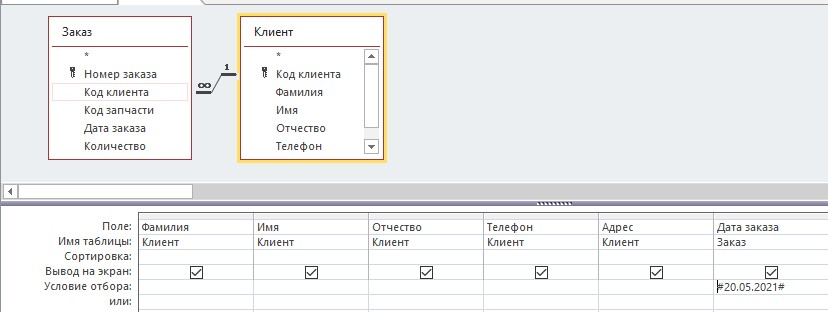 Заказ
*
Номер заказа
Код клиента
Код запчасти
Дата заказа
Количество
∞ 1
Клиент
*
Код клиента
Фамилия
Имя
Отчество
Телефон
Поле: Фамилия Имя Отчество Телефон Адрес Дата заказа
Имя таблицы: Клиент Клиент Клиент Клиент Клиент Заказ
Сортировка:
Вывод на экран:
Условие отбора: #20.05.2021#
или: